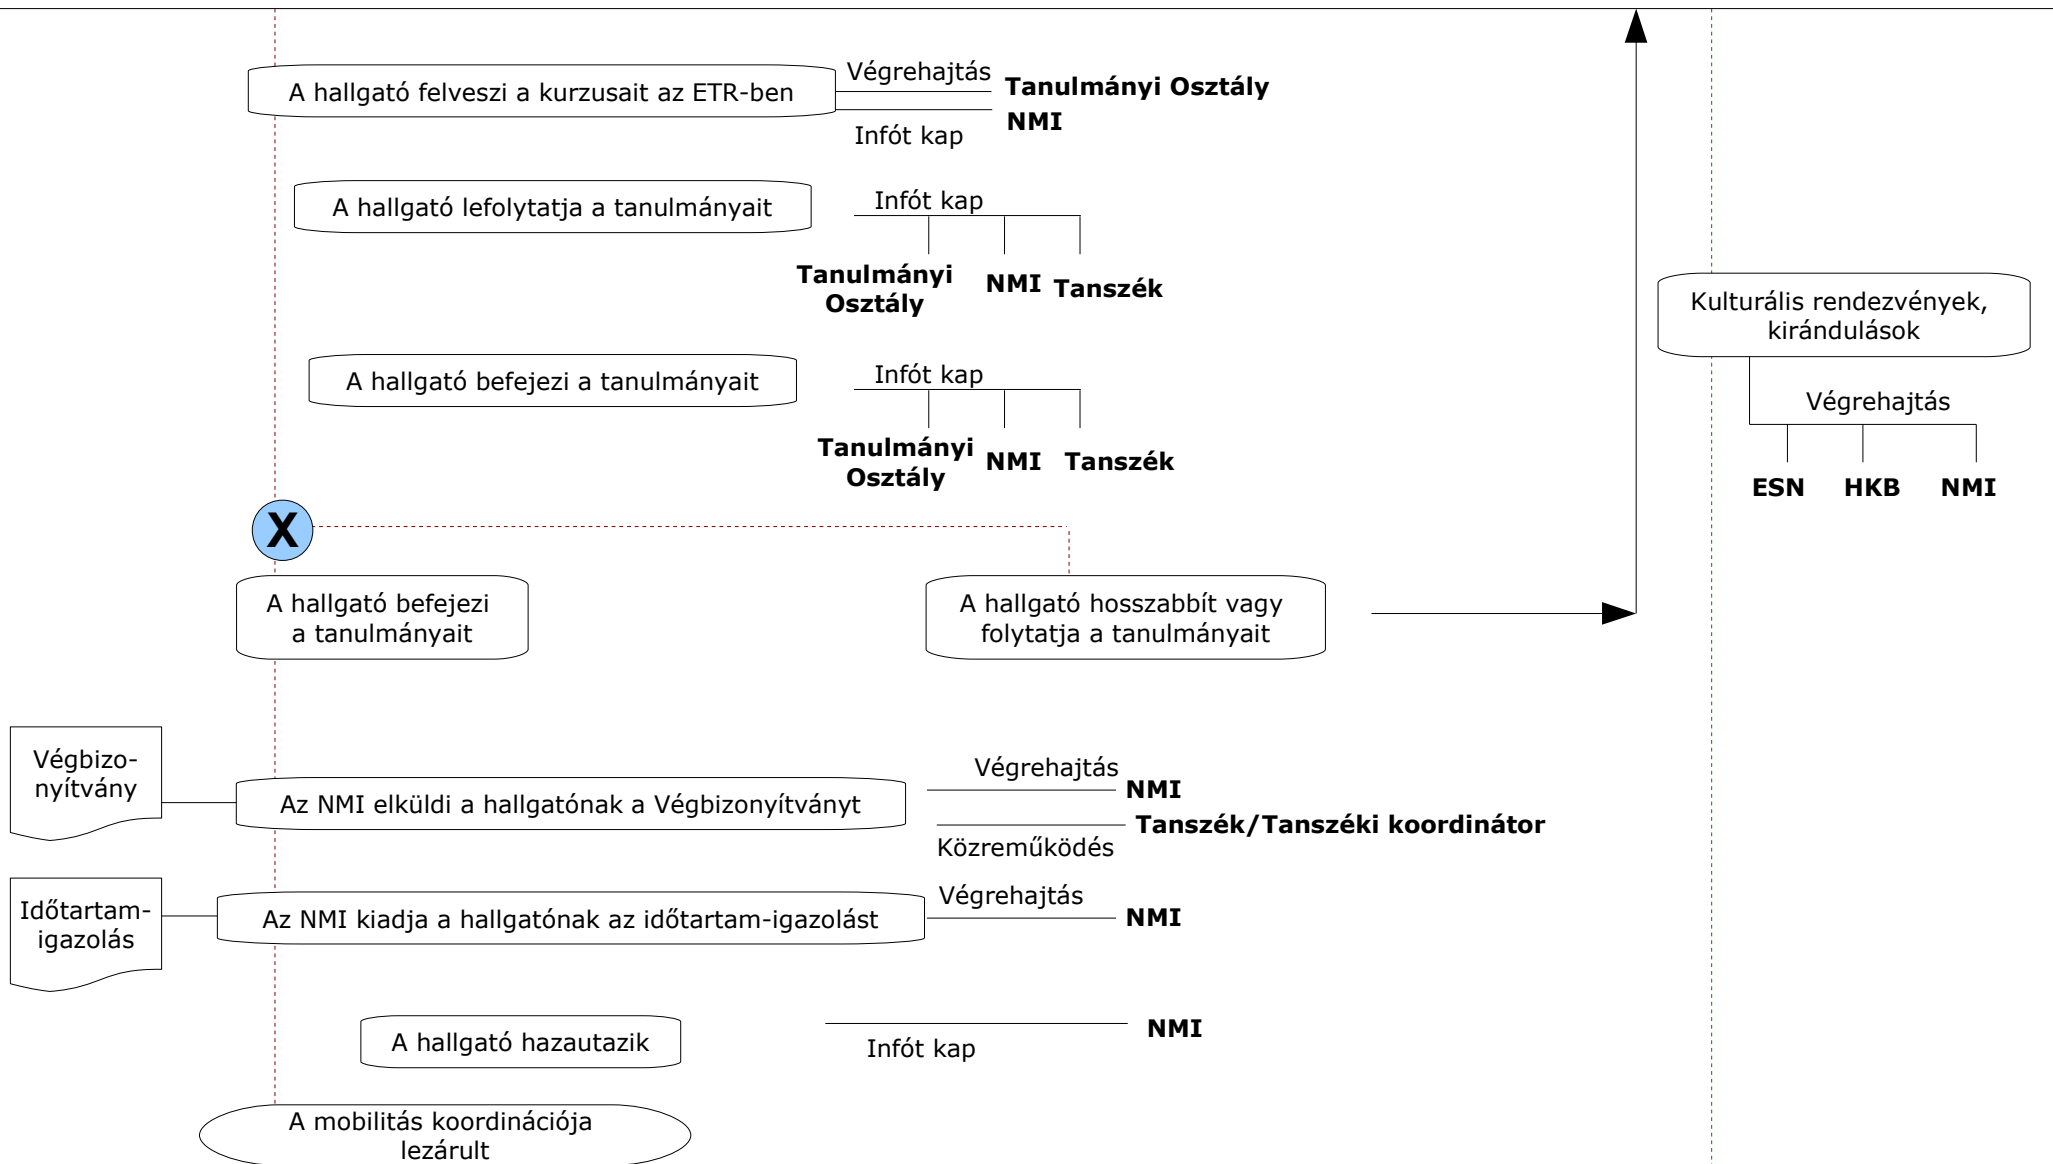 A hallgató felveszi a kurzusait az ETR-ben
Végrehajtás
Tanulmányi Osztály
NMI
Infót kap
A hallgató lefolytatja a tanulmányait
Infót kap
Tanulmányi
Osztály
NMI
Tanszék
Kulturális rendezvények,
kirándulások
Végrehajtás
ESN
HKB
NMI
A hallgató befejezi a tanulmányait
Infót kap
Tanulmányi
Osztály
NMI
Tanszék
X
A hallgató befejezi
a tanulmányait
A hallgató hosszabbít vagy
folytatja a tanulmányait
Végbizo-
nyítvány
Az NMI elküldi a hallgatónak a Végbizonyítványt
Végrehajtás
NMI
Tanszék/Tanszéki koordinátor
Közreműködés
Időtartam-
igazolás
Az NMI kiadja a hallgatónak az időtartam-igazolást
Végrehajtás
NMI
A hallgató hazautazik
Infót kap
NMI
A mobilitás koordinációja
lezárult